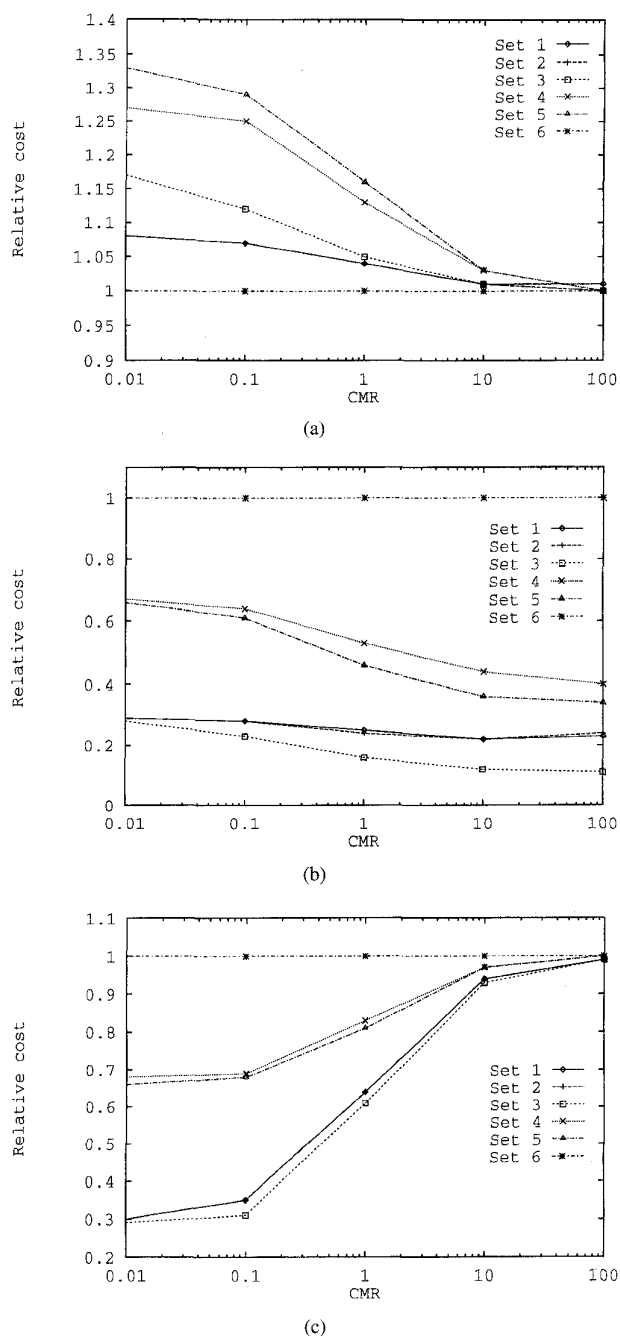 1.4
1.35
1.3
1.25
1.2
1.15
1.1
1.05
1
0.95
0.9
Relative cost
Set 1
Set 2
Set 3
Set 4
Set 5
Set 6
0.01 0.1 1 10 100
CMR
(a)
1
0.8
0.6
0.4
0.2
0
Relative cost
Set 1
Set 2
Set 3
Set 4
Set 5
Set 6
0.01 0.1 1 10 100
CMR
(b)
1.1
1
0.9
0.8
0.7
0.6
0.5
0.4
0.3
0.2
Relative cost
Set 1
Set 2
Set 3
Set 4
Set 5
Set 6
0.01 0.1 1 10 100
CMR
(c)